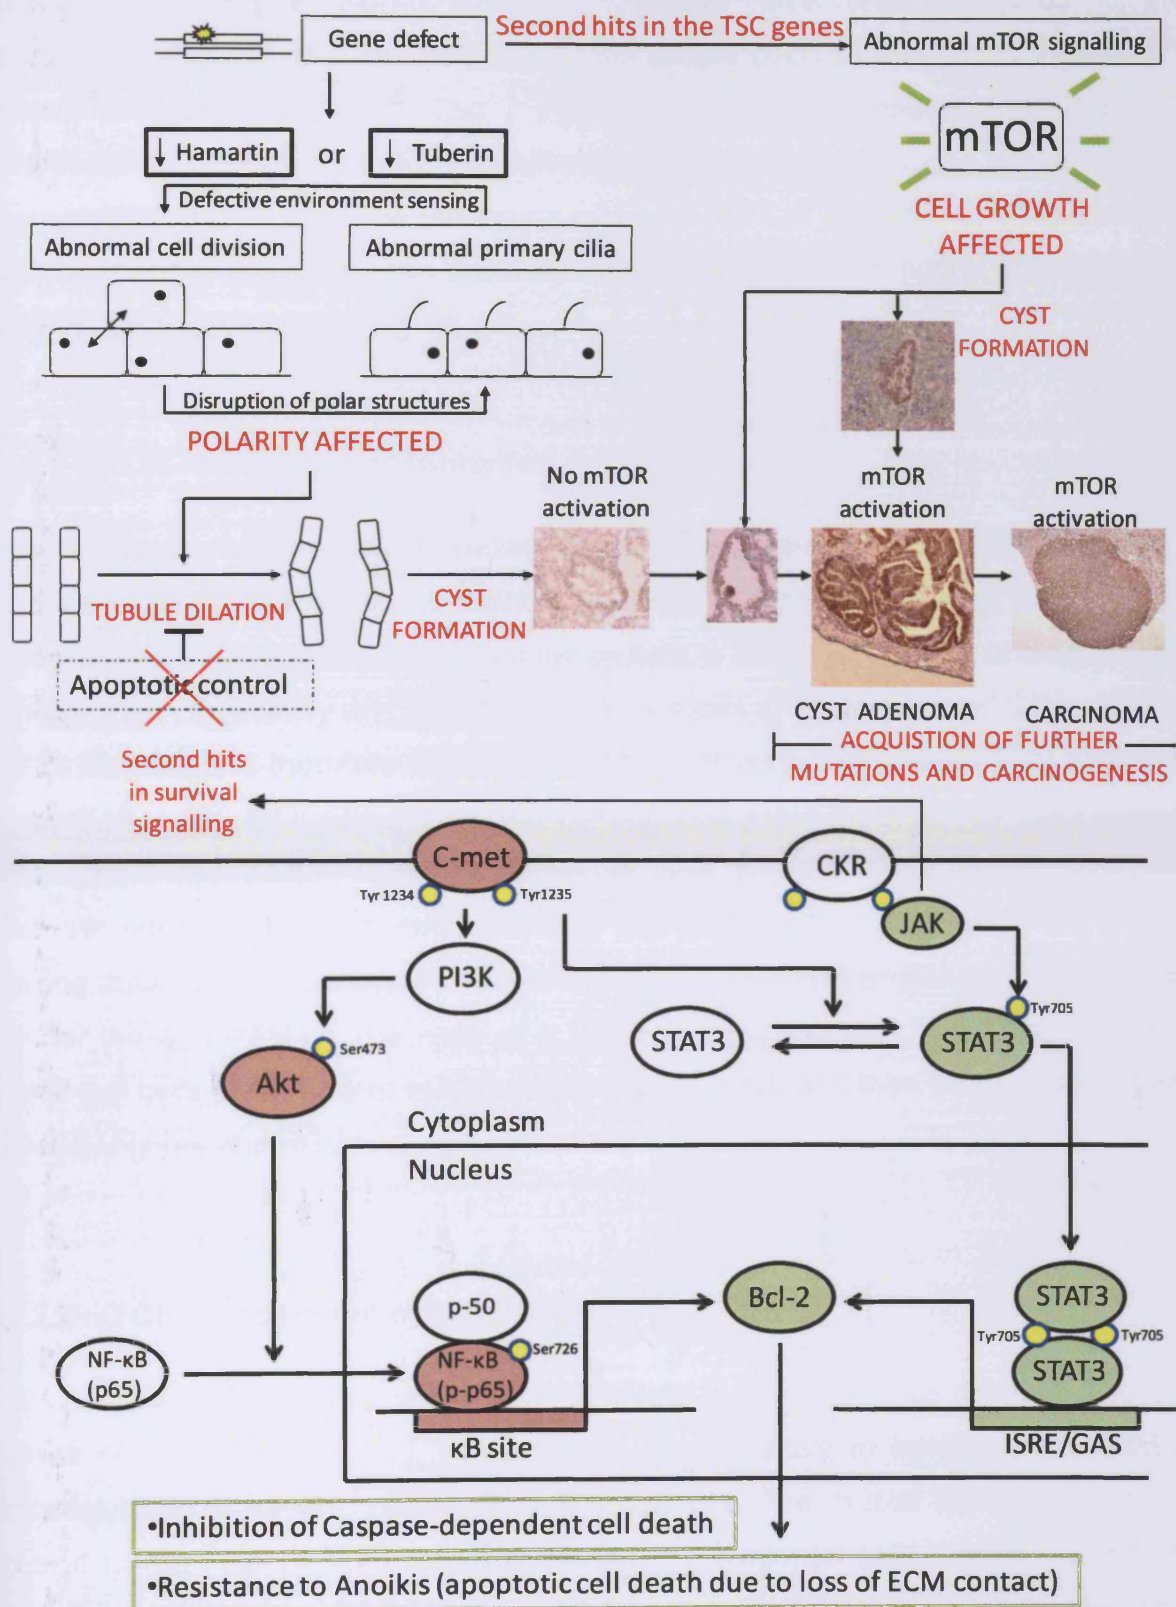 Gene defect
Second hits in the TSC genes
Abnormal mTOR signalling
↓ Hamartin
or
↓ Tuberin
mTOR
Defective environment sensing
CELL GROWTH
AFFECTED
Abnormal cell division
Abnormal primary cilia
CYST
FORMATION
Disruption of polar structures
POLARITY AFFECTED
No mTOR
activation
mTOR
activation
mTOR
activation
TUBULE DILATION
CYST
FORMATION
Apoptotic control
CYST ADENOMA
CARCINOMA
ACQUISTION OF FURTHER
MUTATIONS AND CARCINOGENESIS
Second hits
in survival
signalling
C-met
Tyr 1234
Tyr1235
CKR
JAK
PI3K
Tyr705
STAT3
STAT3
Ser473
Akt
Cytoplasm
Nucleus
p-50
Bcl-2
STAT3
Ser726
Tyr705
Tyr705
NF-κB
(p65)
NF-κB
(p-p65)
STAT3
κB site
ISRE/GAS
•Inhibition of Caspase-dependent cell death
•Resistance to Anoikis (apoptotic cell death due to loss of ECM contact)